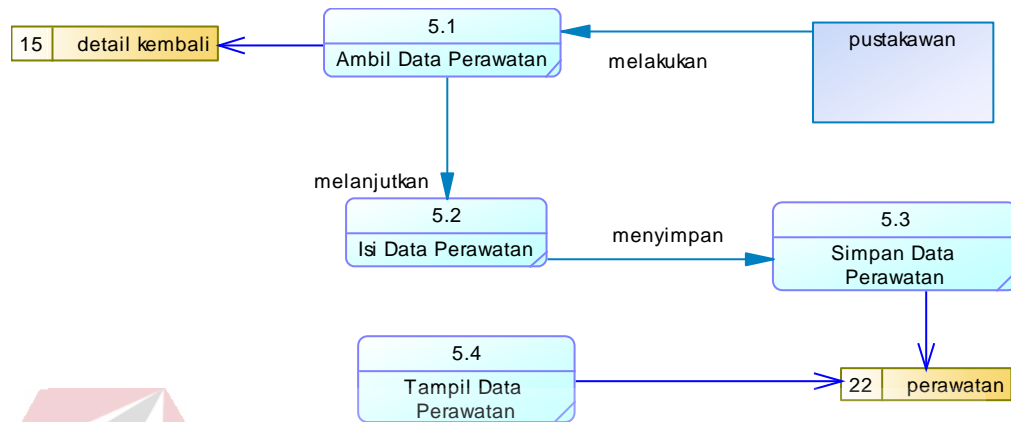 15 detail kembali
5.1
Ambil Data Perawatan
melakukan
pustakawan
melanjutkan
5.2
Isi Data Perawatan
menyimpan
5.3
Simpan Data
Perawatan
5.4
Tampil Data
Perawatan
22 perawatan